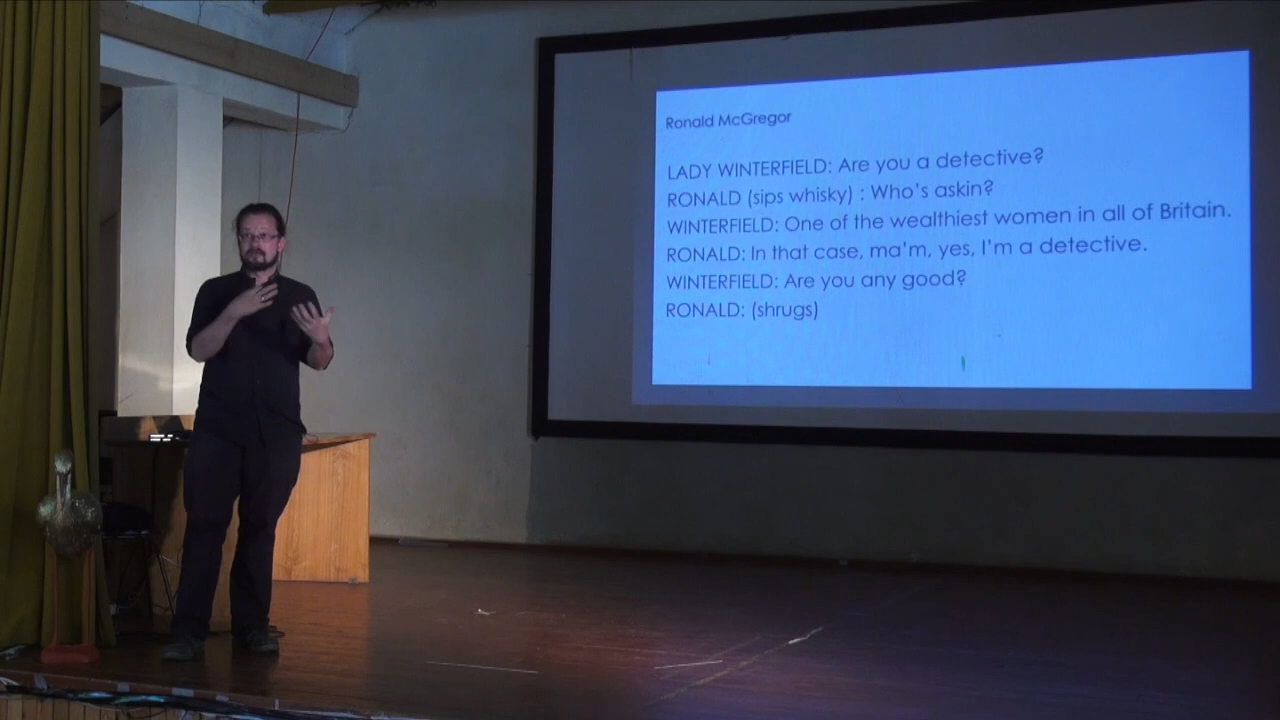 Ronald McGregor
LADY WINTERFIELD: Are you a detective?
RONALD (sips whisky) : Who's askin?
WINTERFIELD: One of the wealthiest women in all of Britain.
RONALD: In that case, ma'm, yes, I'm a detective.
WINTERFIELD: Are you any good?
RONALD: (shrugs)